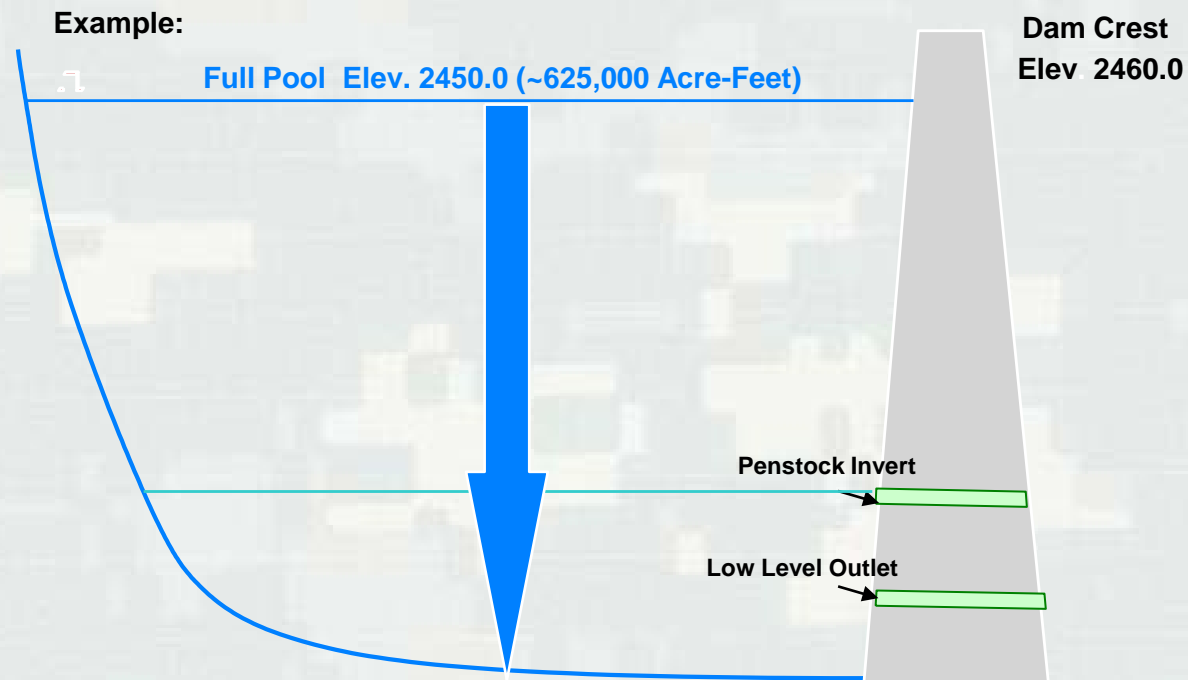 Example:
Dam Crest
Elev. 2460.0
Full Pool Elev. 2450.0 (~625,000 Acre-Feet)
Penstock Invert
Low Level Outlet